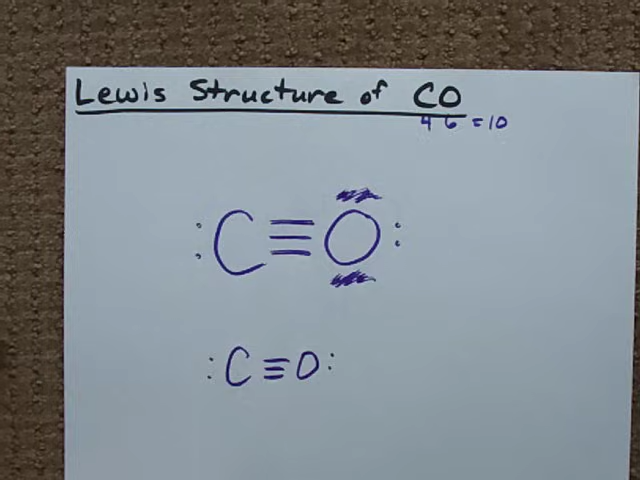 Lewis Structure of CO
4 6 =10
:C≡O:
:C≡O: